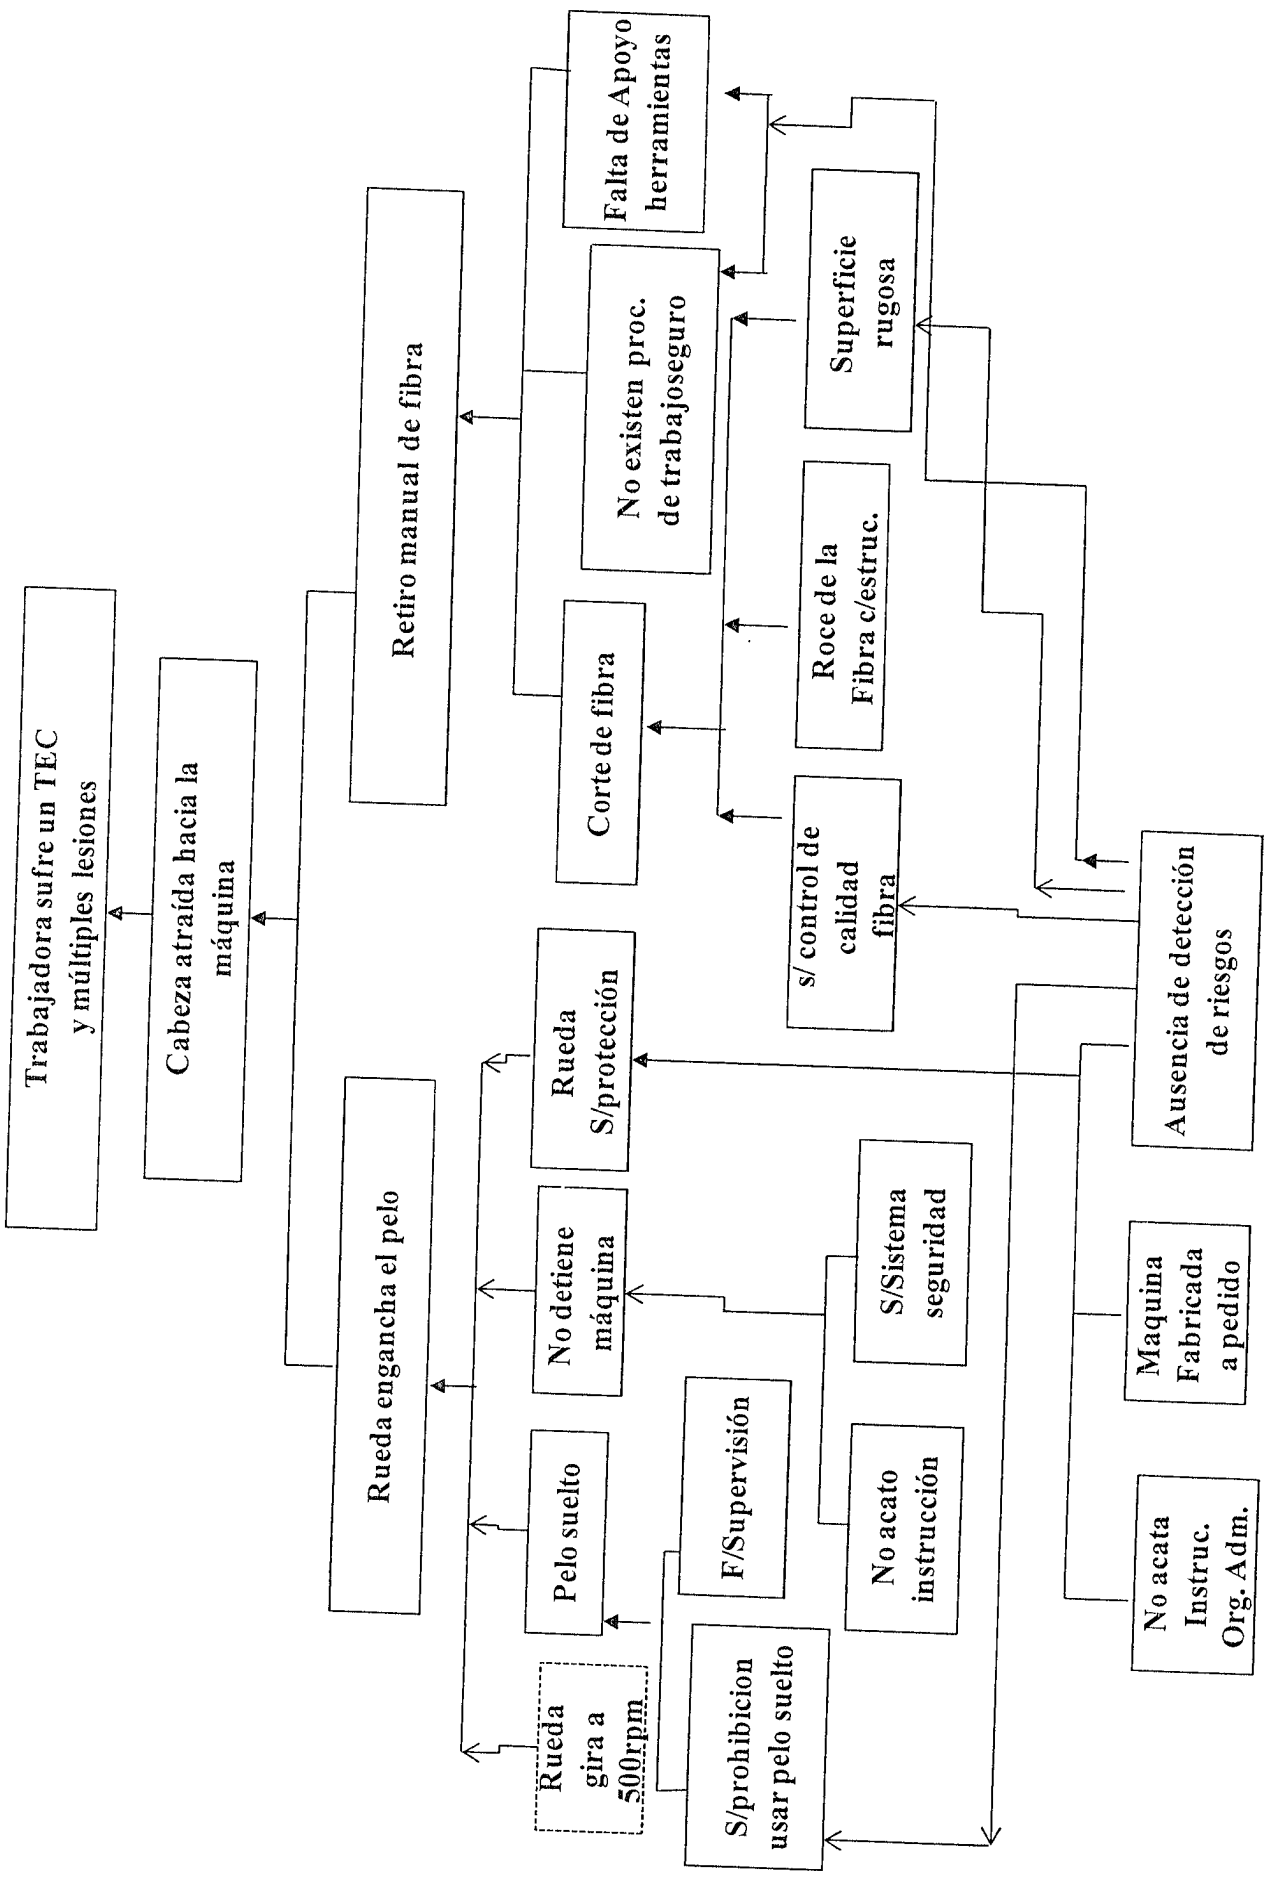 Trabajadora sufre un TEC
y múltiples lesiones
Cabeza atraída hacia la
máquina
Rueda engancha el pelo
Retiro manual de fibra
Rueda
gira a
500rpm
Pelo suelto
No detiene
máquina
Rueda
S/protección
Corte de fibra
No existen proc.
de trabajoseguro
Falta de Apoyo
herramientas
S/prohibicion
usar pelo suelto
F/Supervisión
No acato
instrucción
S/Sistema
seguridad
s/ control de
calidad
fibra
Roce de la
Fibra c/estruc.
Superficie
rugosa
No acata
Instruc.
Org. Adm.
Maquina
Fabricada
a pedido
Ausencia de detección
de riesgos